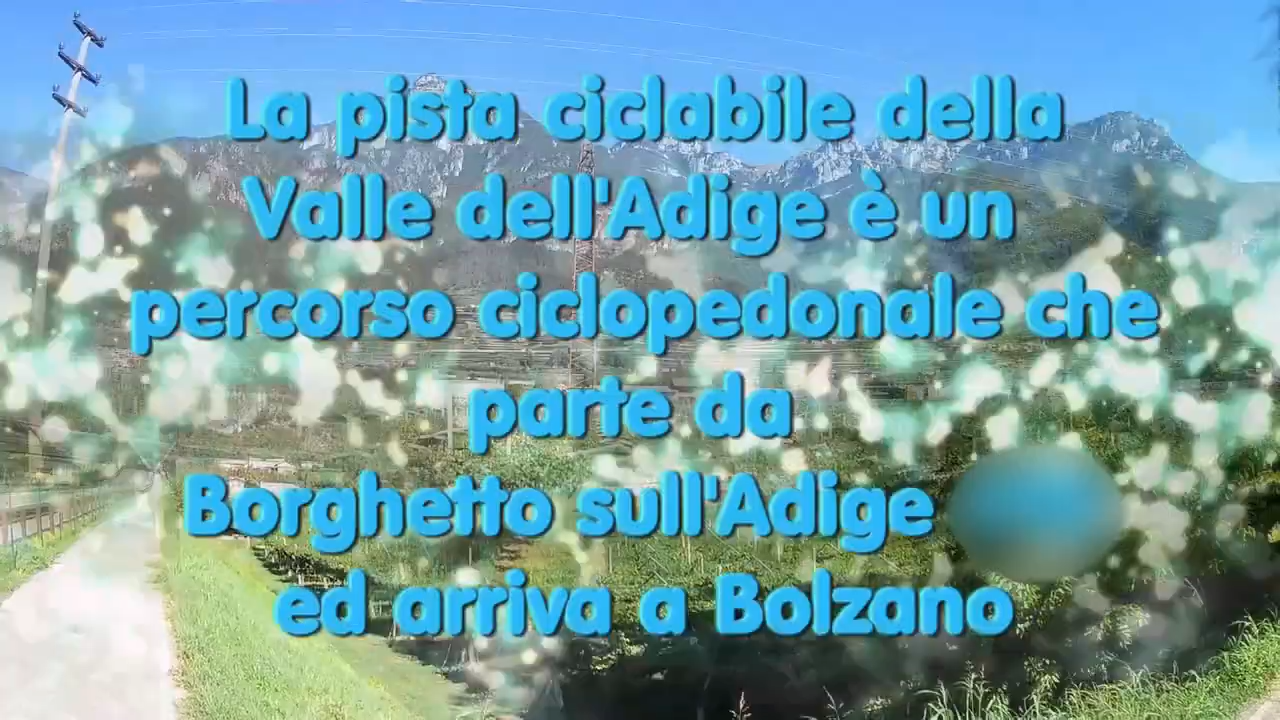 La pista ciclabile della
Valle dell'Adige è un
percorso ciclopedonale che
parte da
Borghetto sull'Adige
ed arriva a Bolzano